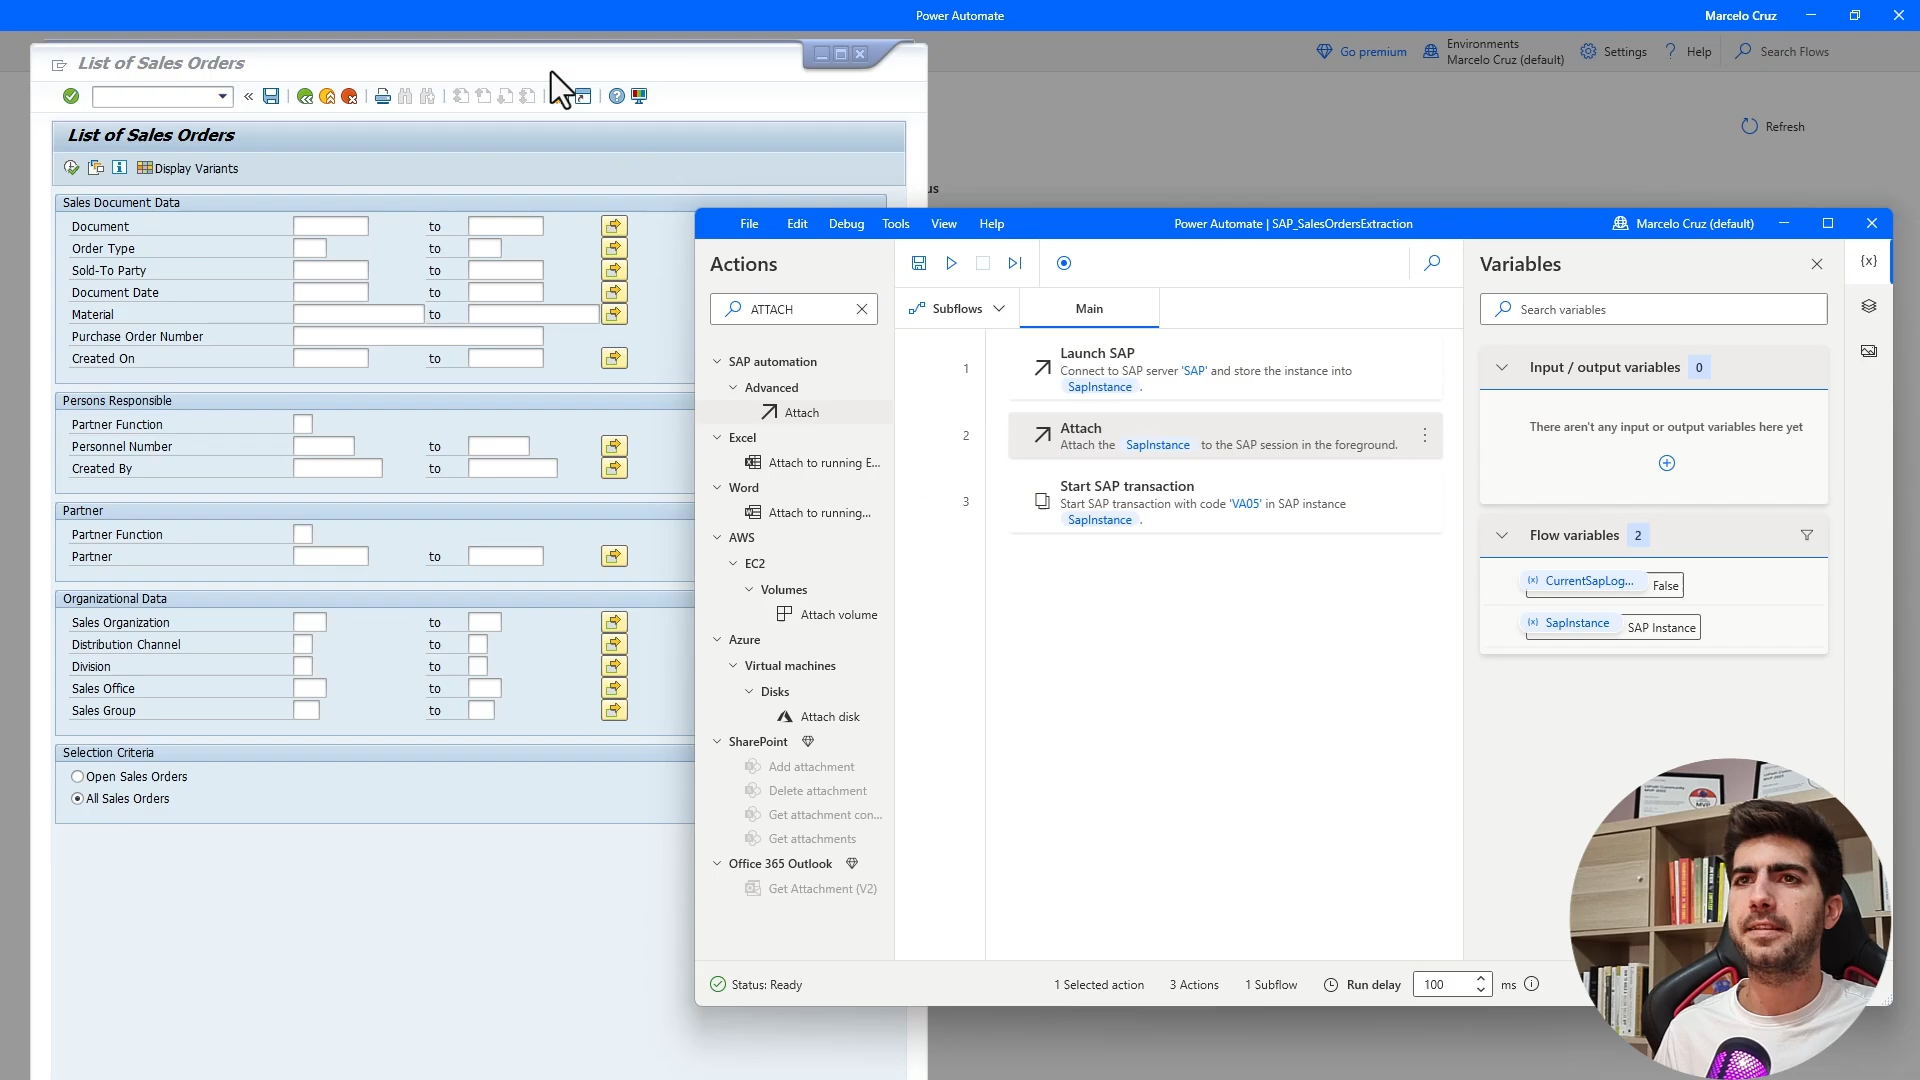 Power Automate
Marcelo Cruz
Go premium
Environments
Marcelo Cruz (default)
Settings
? Help
Search Flows
Refresh
us
List of Sales Orders
List of Sales Orders
Display Variants
Sales Document Data
Document to
Order Type to
Sold-To Party to
Document Date to
Material to
Purchase Order Number
Created On to
Persons Responsible
Partner Function
Personnel Number to
Created By to
Partner
Partner Function
Partner to
Organizational Data
Sales Organization to
Distribution Channel to
Division to
Sales Office to
Sales Group to
Selection Criteria
Open Sales Orders
All Sales Orders
File Edit Debug Tools View Help
Power Automate | SAP_SalesOrdersExtraction
Marcelo Cruz (default)
Actions
ATTACH
SAP automation
Advanced
Attach
Excel
Attach to running E...
Word
Attach to running...
AWS
EC2
Volumes
Attach volume
Azure
Virtual machines
Disks
Attach disk
SharePoint
Add attachment
Delete attachment
Get attachment con...
Get attachments
Office 365 Outlook
Get Attachment (V2)
Subflows
Main
1
Launch SAP
Connect to SAP server 'SAP' and store the instance into
SapInstance .
2
Attach
Attach the SapInstance to the SAP session in the foreground.
3
Start SAP transaction
Start SAP transaction with code 'VA05' in SAP instance
SapInstance .
Variables
{x}
Search variables
Input / output variables 0
There aren't any input or output variables here yet
Flow variables 2
(x) CurrentSapLog... False
(x) SapInstance SAP Instance
Status: Ready
1 Selected action
3 Actions
1 Subflow
Run delay
100
ms